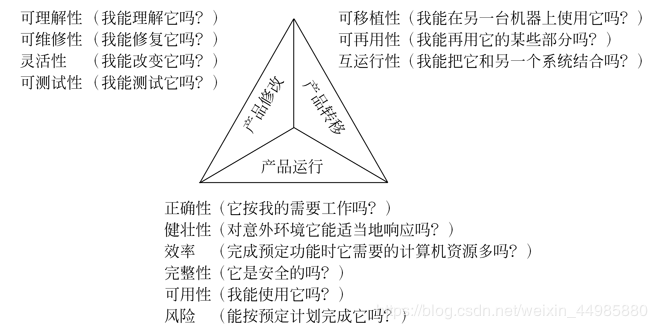 可理解性（我能理解它吗？）
可维修性（我能修复它吗？）
灵活性（我能改变它吗？）
可测试性（我能测试它吗？）
可移植性（我能在另一台机器上使用它吗？）
可再用性（我能再用它的某些部分吗？）
互运行性（我能把它和另一个系统结合吗？）
产品修改
产品转移
产品运行
正确性（它按我的需要工作吗？）
健壮性（对意外环境它能适当地响应吗？）
效率（完成预定功能时它需要的计算机资源多吗？）
完整性（它是安全的吗？）
可用性（我能使用它吗？）
风险（能按预定计划完成它吗？）
https://blog.csdn.net/weixin_44985880